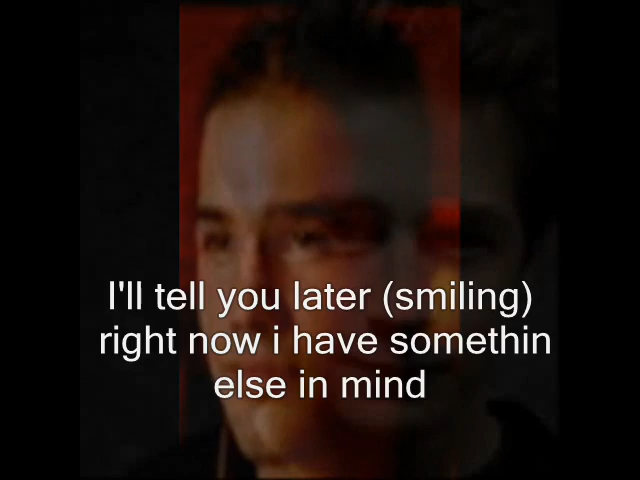 I'll tell you later (smiling)
right now i have somethin
else in mind